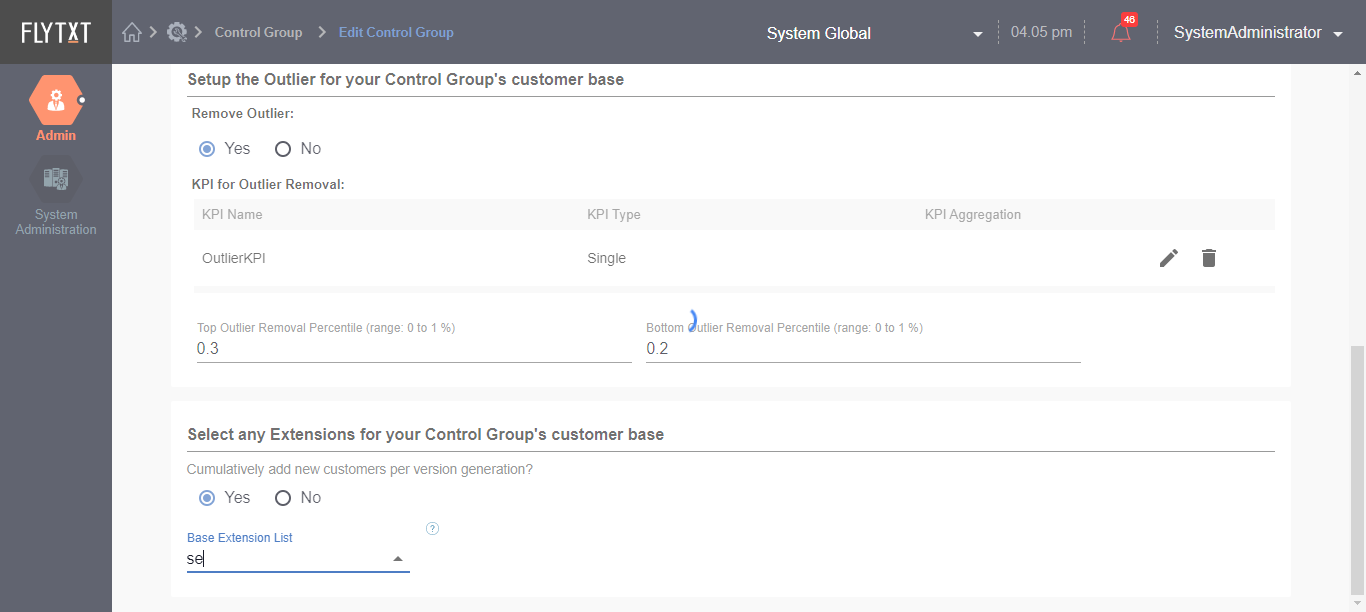 FLYTXT
Control Group
Edit Control Group
System Global
04.05 pm
46
SystemAdministrator
Admin
System
Administration
Setup the Outlier for your Control Group's customer base
Remove Outlier:
Yes No
KPI for Outlier Removal:
KPI Name KPI Type KPI Aggregation
OutlierKPI Single
Top Outlier Removal Percentile (range: 0 to 1 %)
0.3
Bottom Outlier Removal Percentile (range: 0 to 1 %)
0.2
Select any Extensions for your Control Group's customer base
Cumulatively add new customers per version generation?
Yes No
Base Extension List
?
se